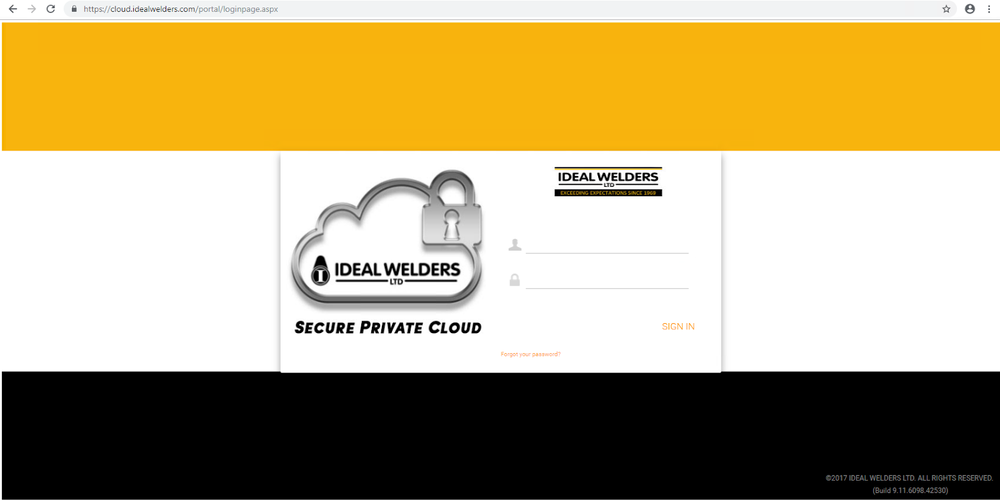 https://cloud.idealwelders.com/portal/loginpage.aspx
IDEAL WELDERS
LTD
EXCEEDING EXPECTATIONS SINCE 1969
I IDEAL WELDERS
LTD
SECURE PRIVATE CLOUD
SIGN IN
Forgot your password?
©2017 IDEAL WELDERS LTD. ALL RIGHTS RESERVED.
(Build 9.11.6098.42530)